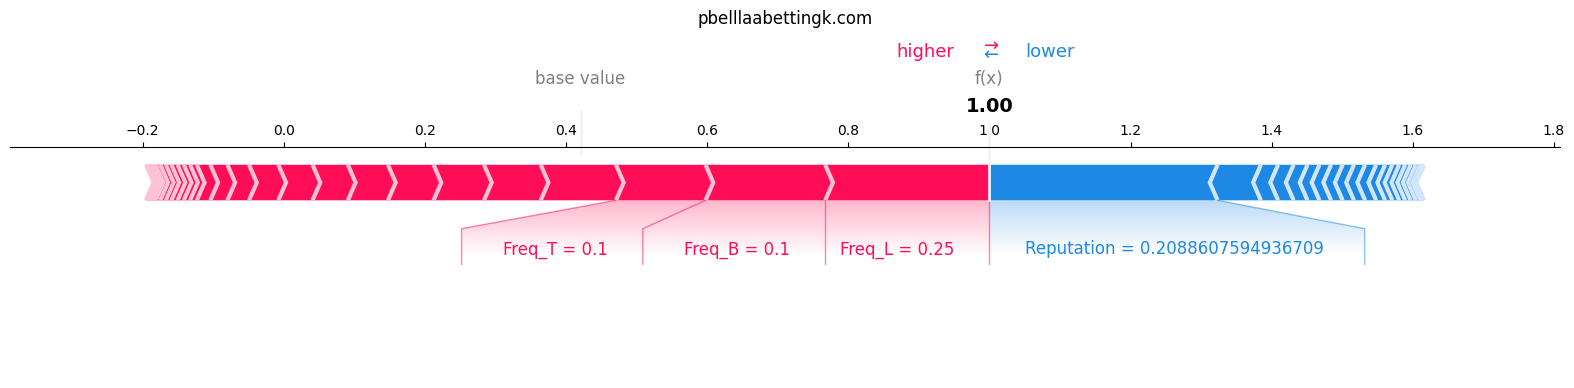 pbelllaabettingk.com
higher ⇄ lower
base value f(x)
1.00
−0.2 0.0 0.2 0.4 0.6 0.8 1.0 1.2 1.4 1.6 1.8
Freq_T = 0.1 Freq_B = 0.1 Freq_L = 0.25 Reputation = 0.2088607594936709